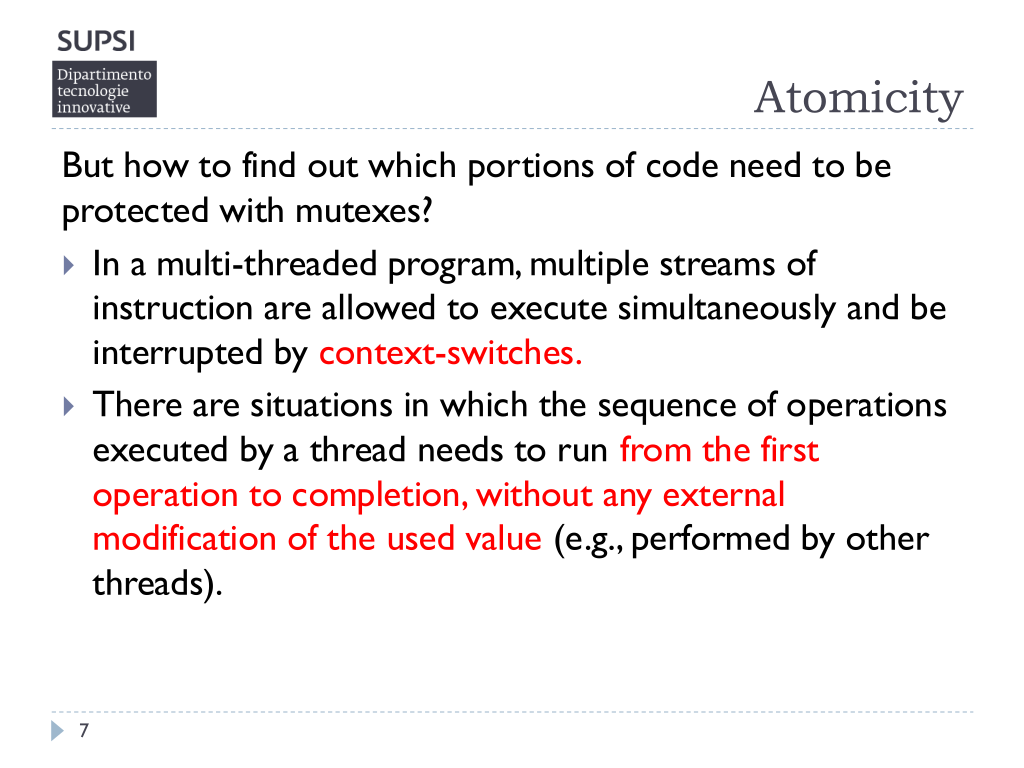 SUPSI
Dipartimento
tecnologie
innovative
Atomicity
But how to find out which portions of code need to be
protected with mutexes?
In a multi-threaded program, multiple streams of
instruction are allowed to execute simultaneously and be
interrupted by context-switches.
There are situations in which the sequence of operations
executed by a thread needs to run from the first
operation to completion, without any external
modification of the used value (e.g., performed by other
threads).
7